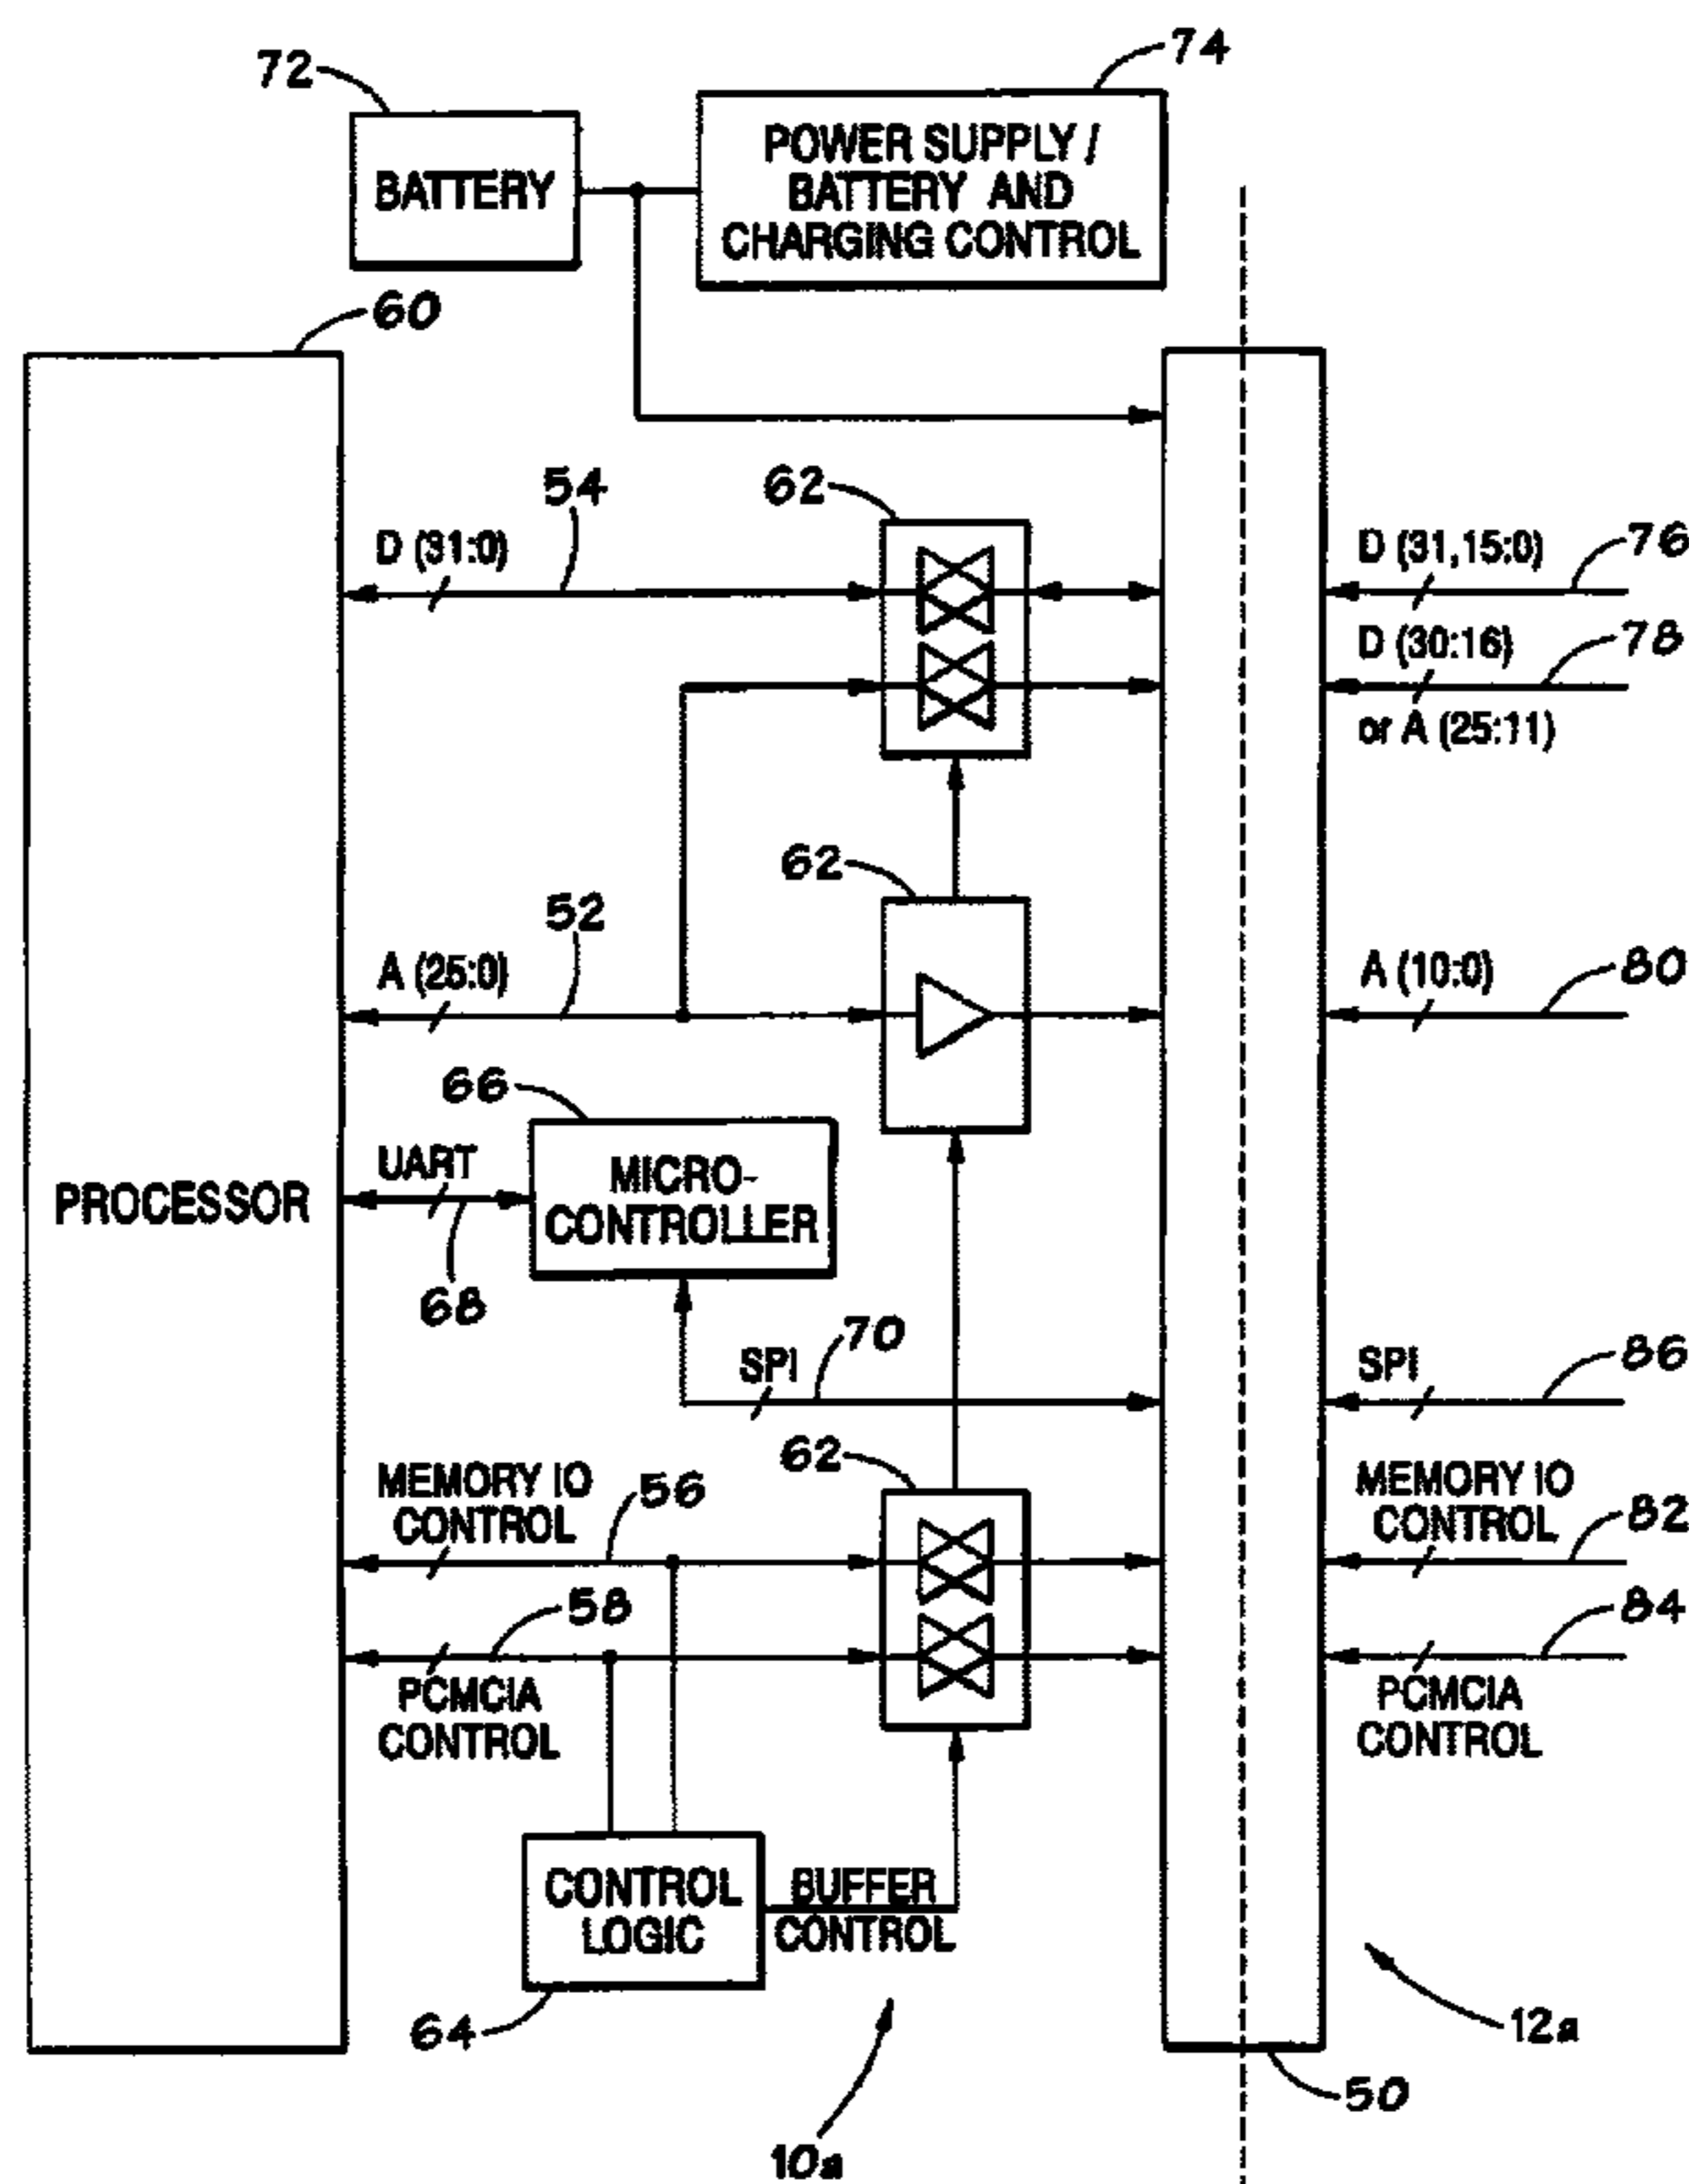 72
74
BATTERY
POWER SUPPLY /
BATTERY AND
CHARGING CONTROL
60
54
62
D (31:0)
D (31,15:0)
76
D (30:16)
78
or A (25:11)
62
52
A (25:0)
A (10:0)
80
66
UART
MICRO-
CONTROLLER
PROCESSOR
68
70
SPI
SPI
86
62
MEMORY IO
CONTROL
56
MEMORY IO
CONTROL
82
58
84
PCMCIA
CONTROL
PCMCIA
CONTROL
CONTROL
LOGIC
BUFFER
CONTROL
64
12a
50
10a